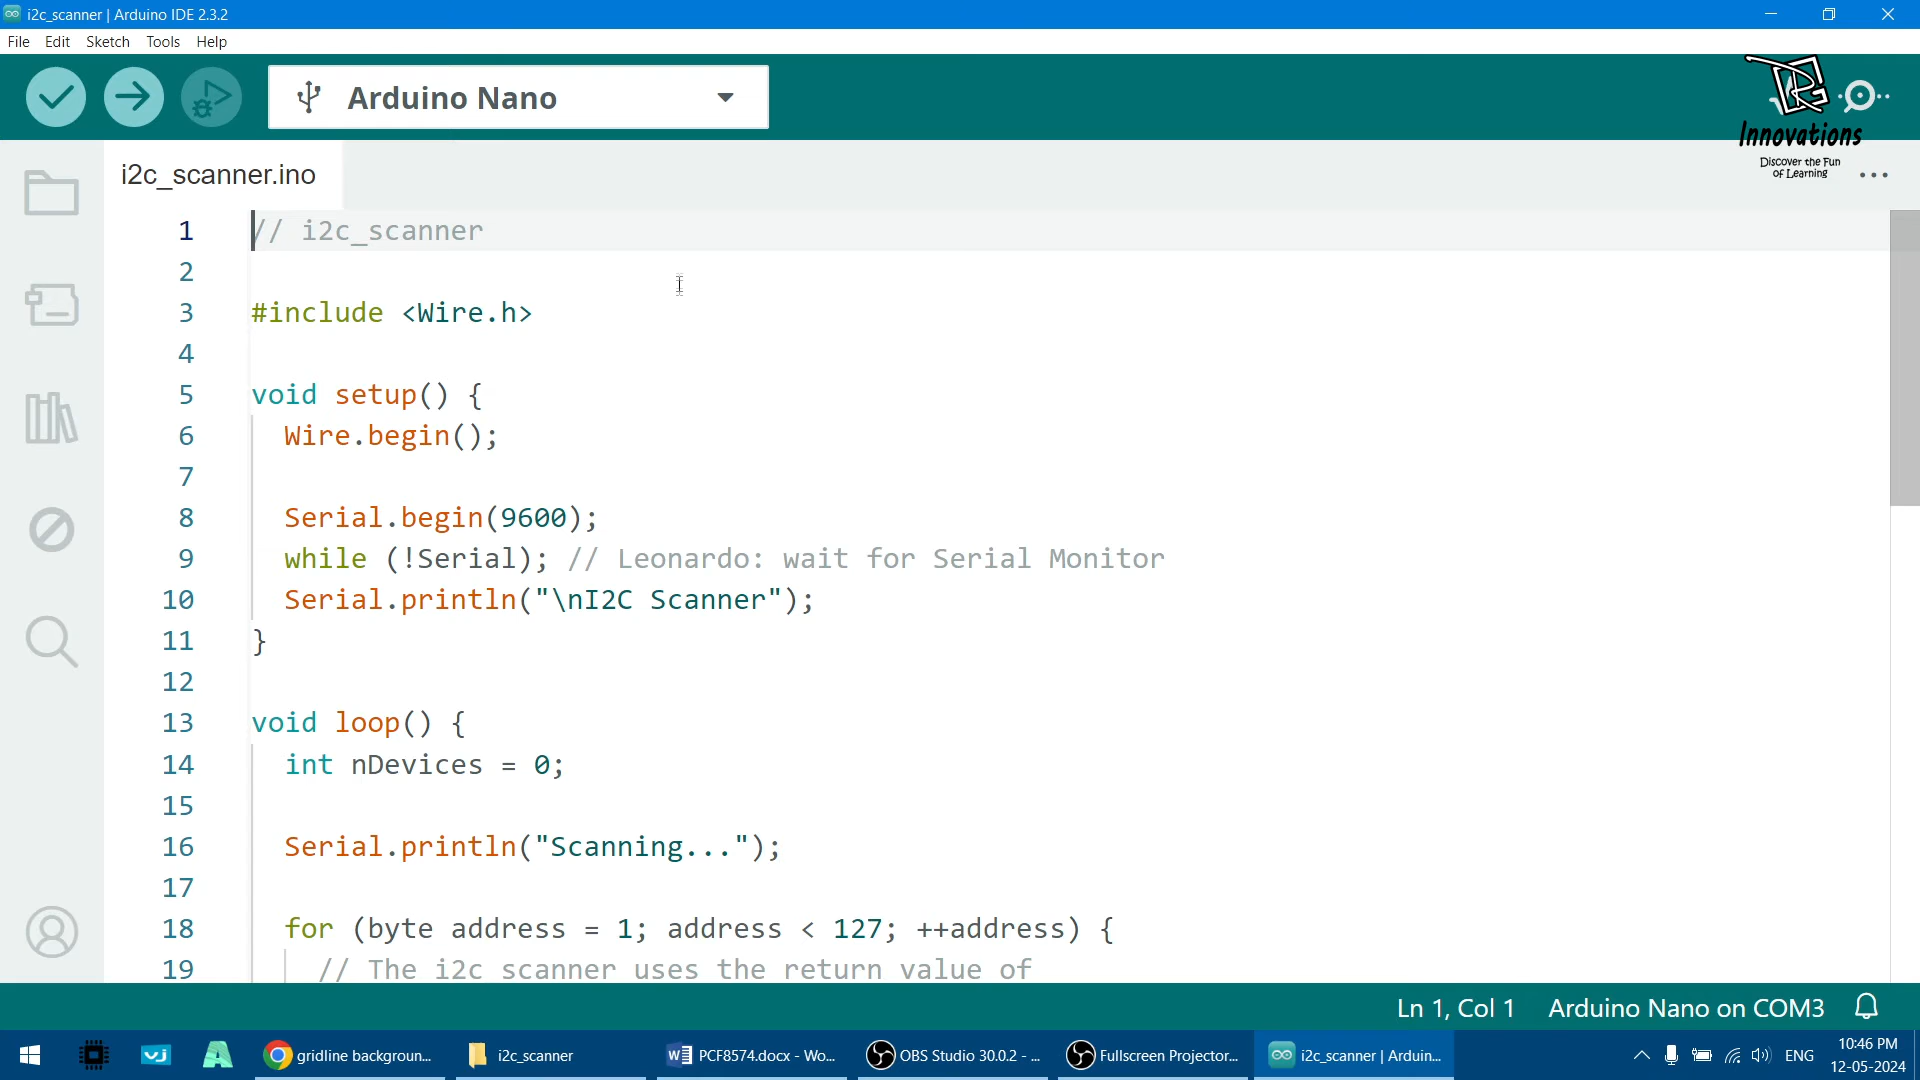 i2c_scanner | Arduino IDE 2.3.2
File Edit Sketch Tools Help
Arduino Nano
Innovations
Discover the Fun
of Learning
i2c_scanner.ino
1 // i2c_scanner
2
3 #include <Wire.h>
4
5 void setup() {
6 Wire.begin();
7
8 Serial.begin(9600);
9 while (!Serial); // Leonardo: wait for Serial Monitor
10 Serial.println("\nI2C Scanner");
11 }
12
13 void loop() {
14 int nDevices = 0;
15
16 Serial.println("Scanning...");
17
18 for (byte address = 1; address < 127; ++address) {
19 // The i2c scanner uses the return value of
Ln 1, Col 1 Arduino Nano on COM3
gridline backgroun... i2c_scanner PCF8574.docx - Wo... OBS Studio 30.0.2 - ... Fullscreen Projector... i2c_scanner | Arduin... ENG 10:46 PM
12-05-2024